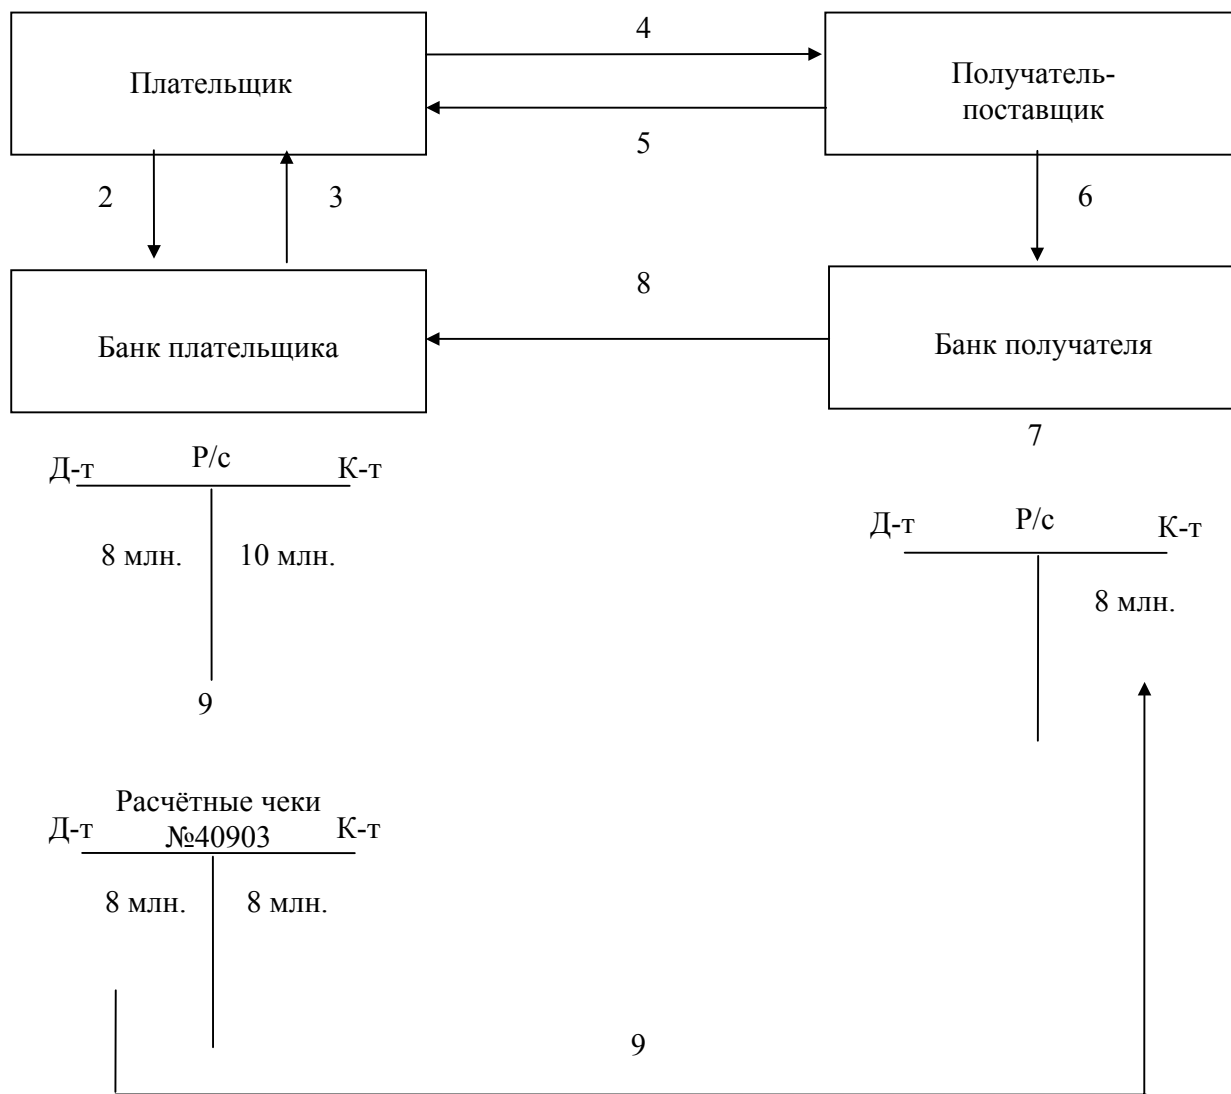 4
Плательщик
Получатель-
поставщик
5
2
3
6
8
Банк плательщика
Банк получателя
7
Д-т
Р/с
К-т
8 млн.
10 млн.
Д-т
Р/с
К-т
8 млн.
9
Расчётные чеки
Д-т
№40903
К-т
8 млн.
8 млн.
9